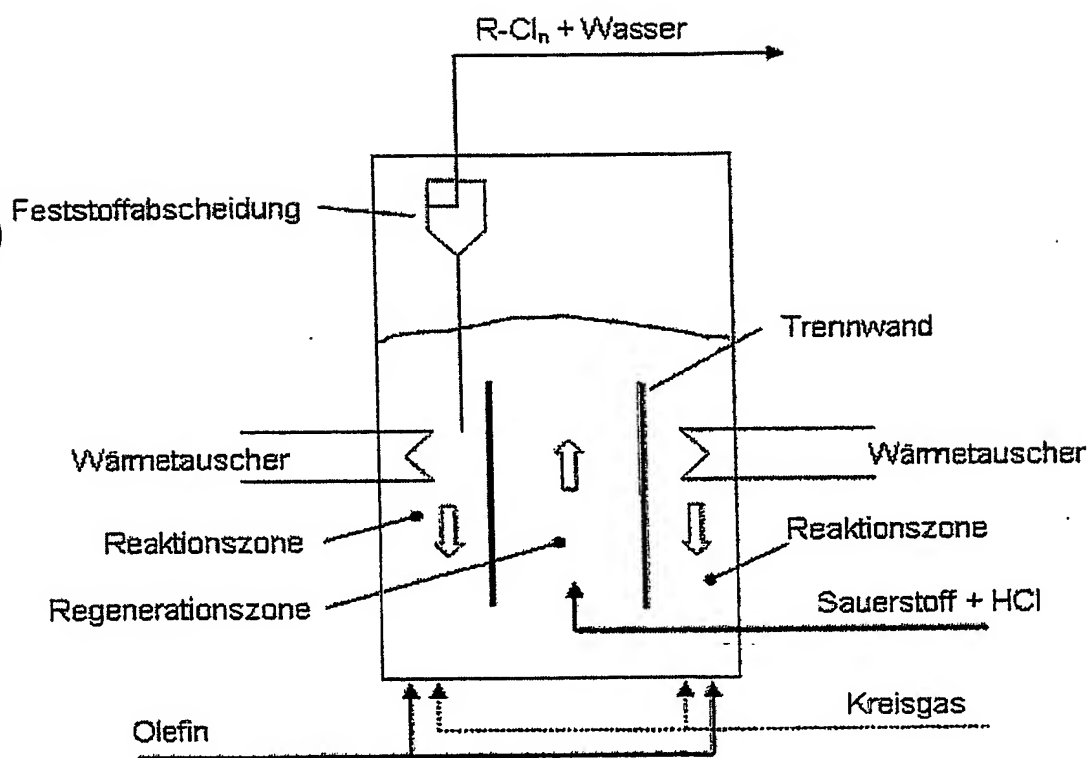 R-Clₙ + Wasser
Feststoffabscheidung
Trennwand
Wärmetauscher
Wärmetauscher
Reaktionszone
Reaktionszone
Regenerationszone
Sauerstoff + HCl
Kreisgas
Olefin